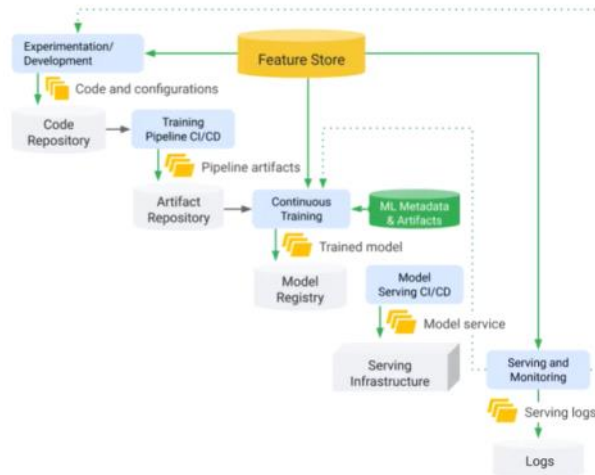 Experimentation/
Development
Feature Store
Code and configurations
Code
Repository
Training
Pipeline CI/CD
Pipeline artifacts
Artifact
Repository
Continuous
Training
ML Metadata
& Artifacts
Trained model
Model
Registry
Model
Serving CI/CD
Model service
Serving
Infrastructure
Serving and
Monitoring
Serving logs
Logs